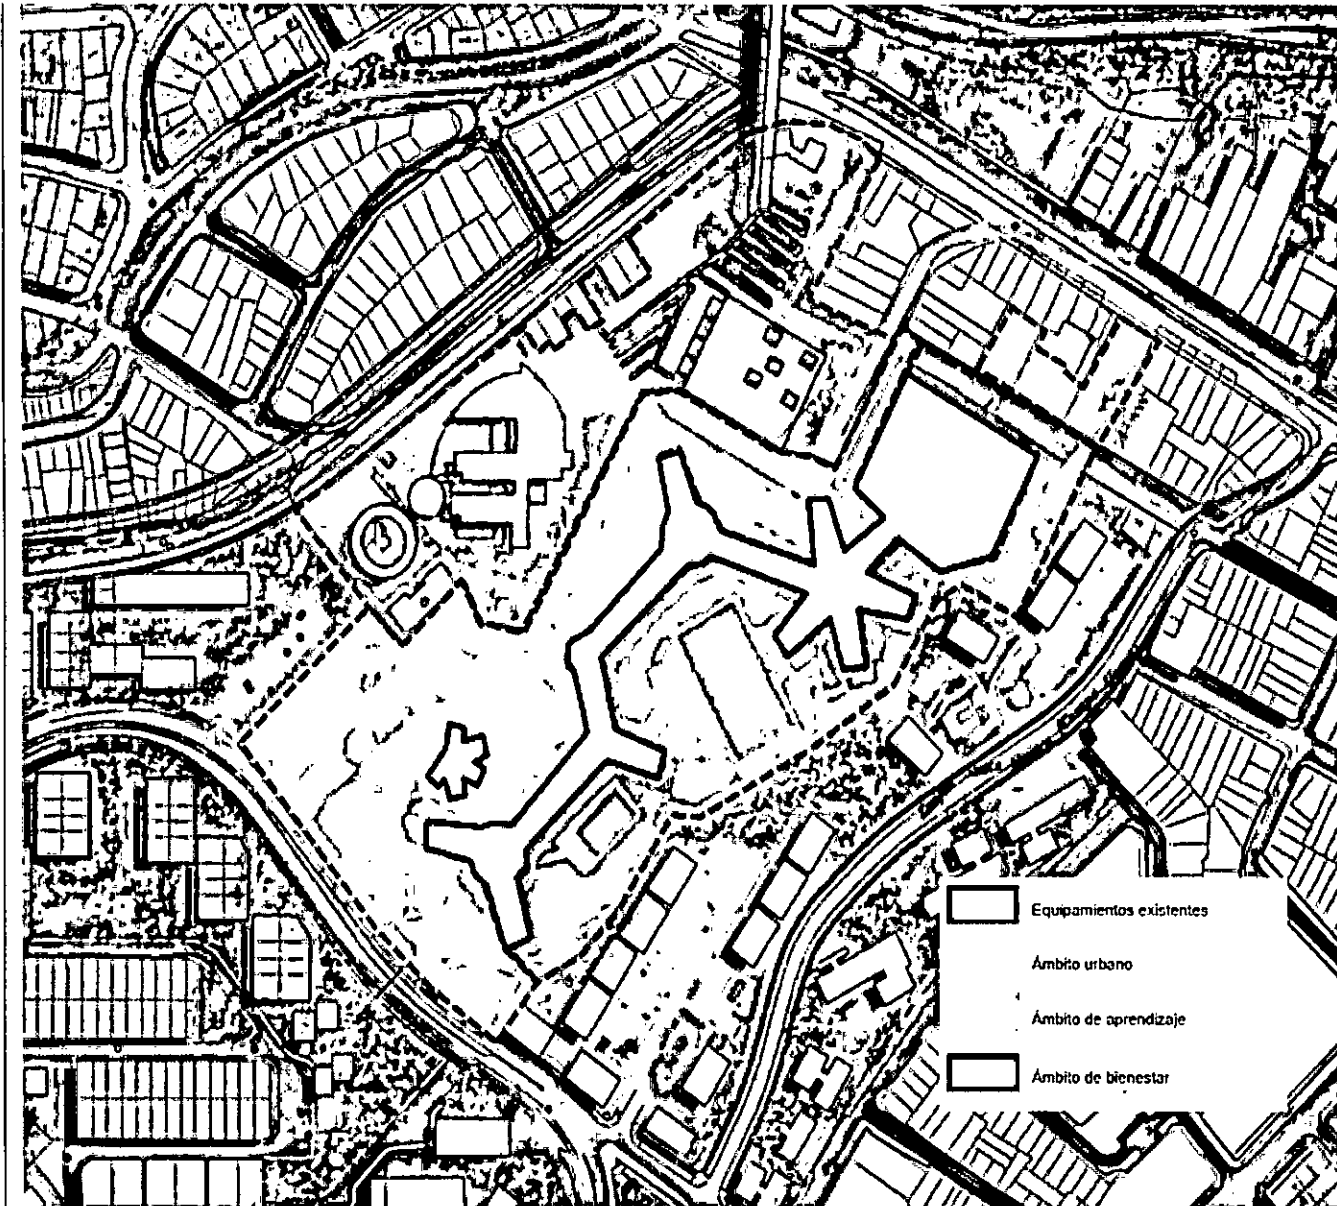 Equipamientos existentes
Ámbito urbano
Ámbito de aprendizaje
Ámbito de bienestar